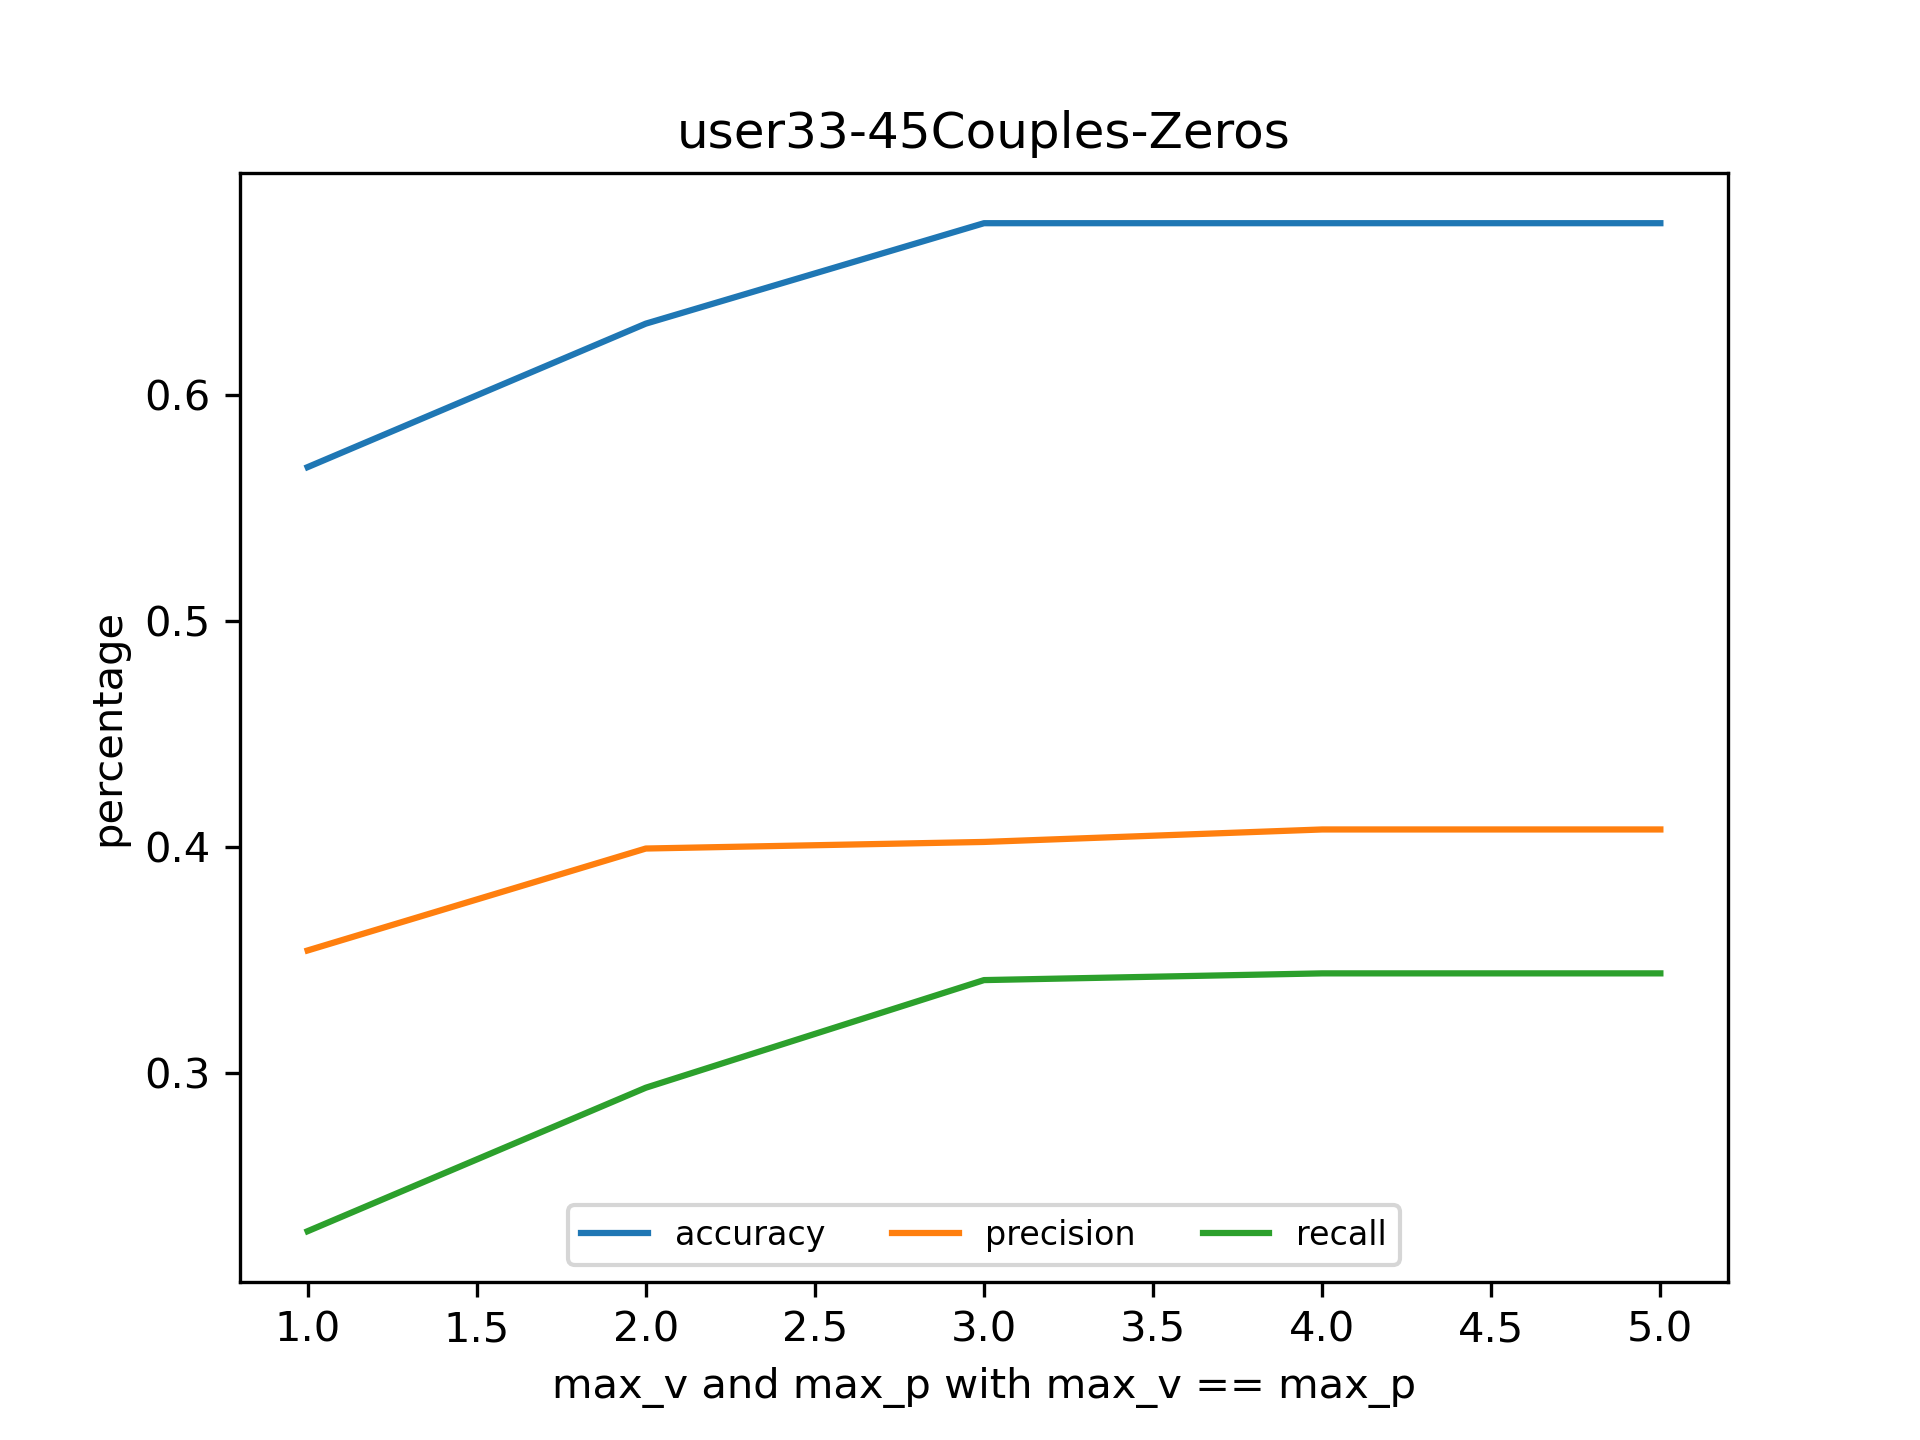 user33-45Couples-Zeros
percentage
0.6
0.5
0.4
0.3
accuracy precision recall
1.0 1.5 2.0 2.5 3.0 3.5 4.0 4.5 5.0
max_v and max_p with max_v == max_p